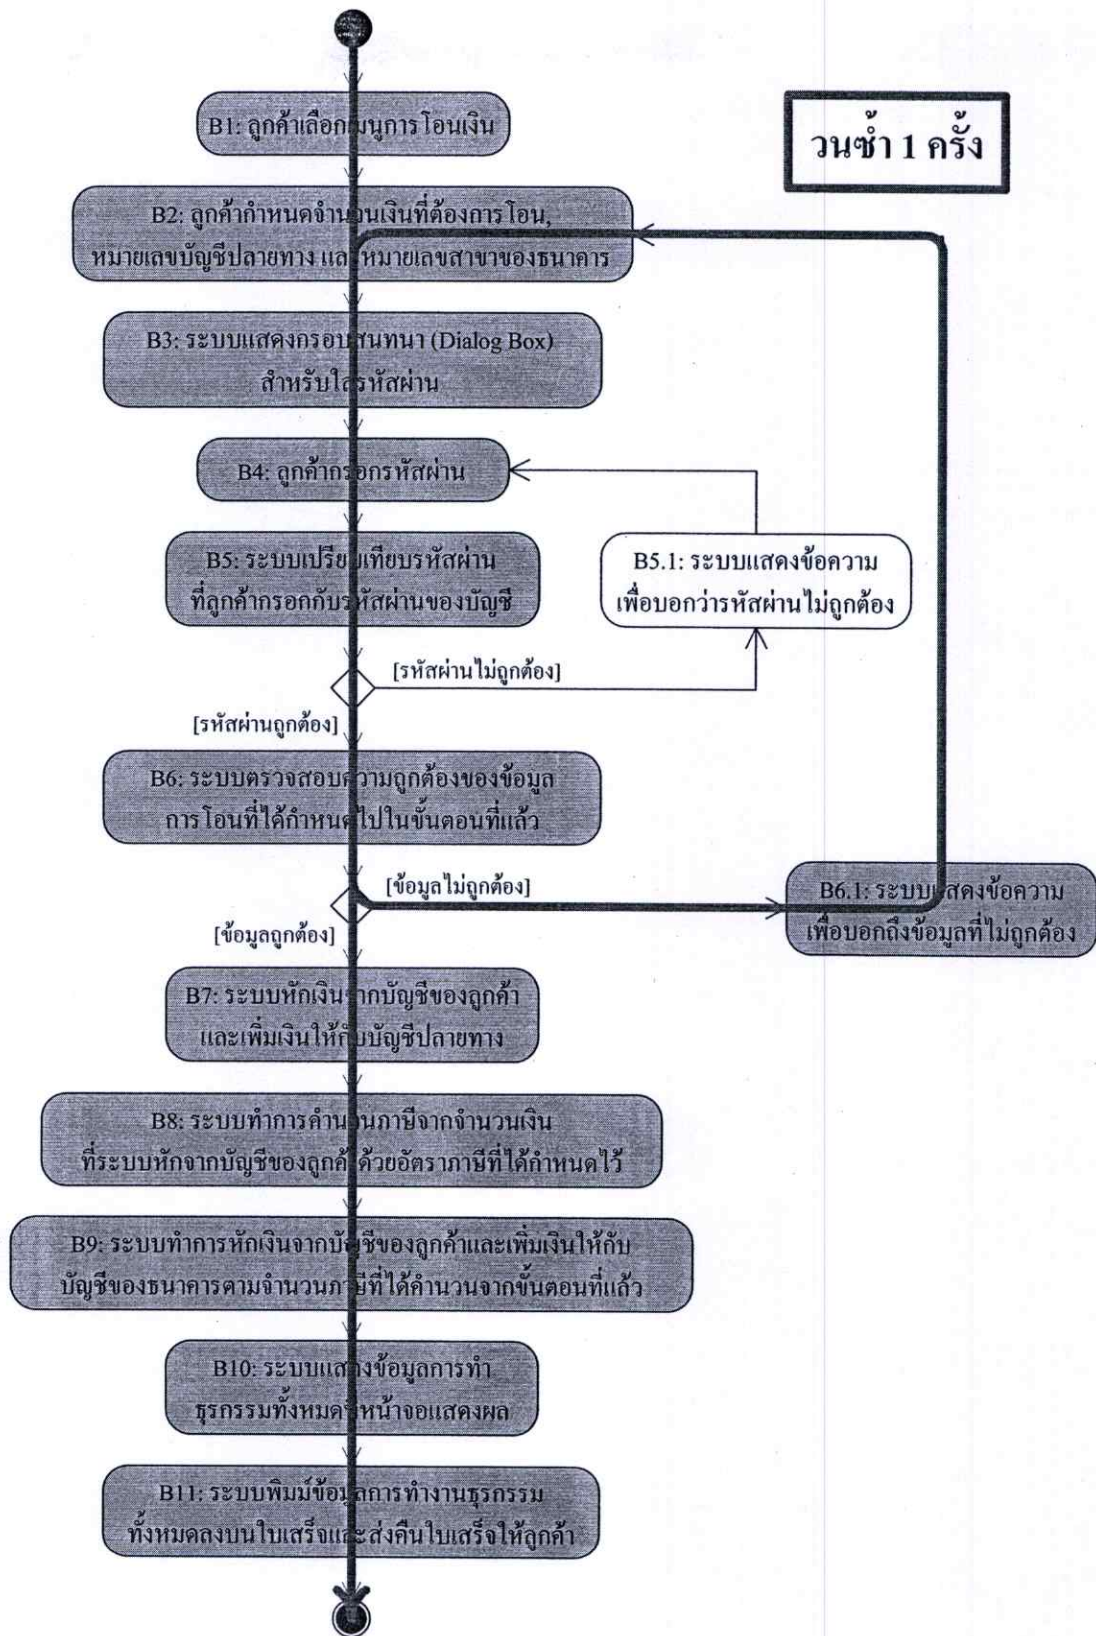 B1: ลูกค้าเลือกเมนูการโอนเงิน
วนซ้ำ 1 ครั้ง
B2: ลูกค้ากำหนดจำนวนเงินที่ต้องการโอน,
หมายเลขบัญชีปลายทาง และหมายเลขสาขาของธนาคาร
B3: ระบบแสดงกรอบสนทนา (Dialog Box)
สำหรับใส่รหัสผ่าน
B4: ลูกค้ากรอกรหัสผ่าน
B5: ระบบเปรียบเทียบรหัสผ่าน
ที่ลูกค้ากรอกกับรหัสผ่านของบัญชี
B5.1: ระบบแสดงข้อความ
เพื่อบอกว่ารหัสผ่านไม่ถูกต้อง
[รหัสผ่านไม่ถูกต้อง]
[รหัสผ่านถูกต้อง]
B6: ระบบตรวจสอบความถูกต้องของข้อมูล
การโอนที่ได้กำหนดไปในขั้นตอนที่แล้ว
[ข้อมูลไม่ถูกต้อง]
[ข้อมูลถูกต้อง]
B6.1: ระบบแสดงข้อความ
เพื่อบอกถึงข้อมูลที่ไม่ถูกต้อง
B7: ระบบหักเงินจากบัญชีของลูกค้า
และเพิ่มเงินให้กับบัญชีปลายทาง
B8: ระบบทำการคำนวนภาษีจากจำนวนเงิน
ที่ระบบหักจากบัญชีของลูกค้าด้วยอัตราภาษีที่ได้กำหนดไว้
B9: ระบบทำการหักเงินจากบัญชีของลูกค้าและเพิ่มเงินให้กับ
บัญชีของธนาคารตามจำนวนภาษีที่ได้คำนวนจากขั้นตอนที่แล้ว
B10: ระบบแสดงข้อมูลการทำ
ธุรกรรมทั้งหมดที่หน้าจอแสดงผล
B11: ระบบพิมม์ข้อมูลการทำงานธุรกรรม
ทั้งหมดลงบนใบเสร็จและส่งคืนใบเสร็จให้ลูกค้า